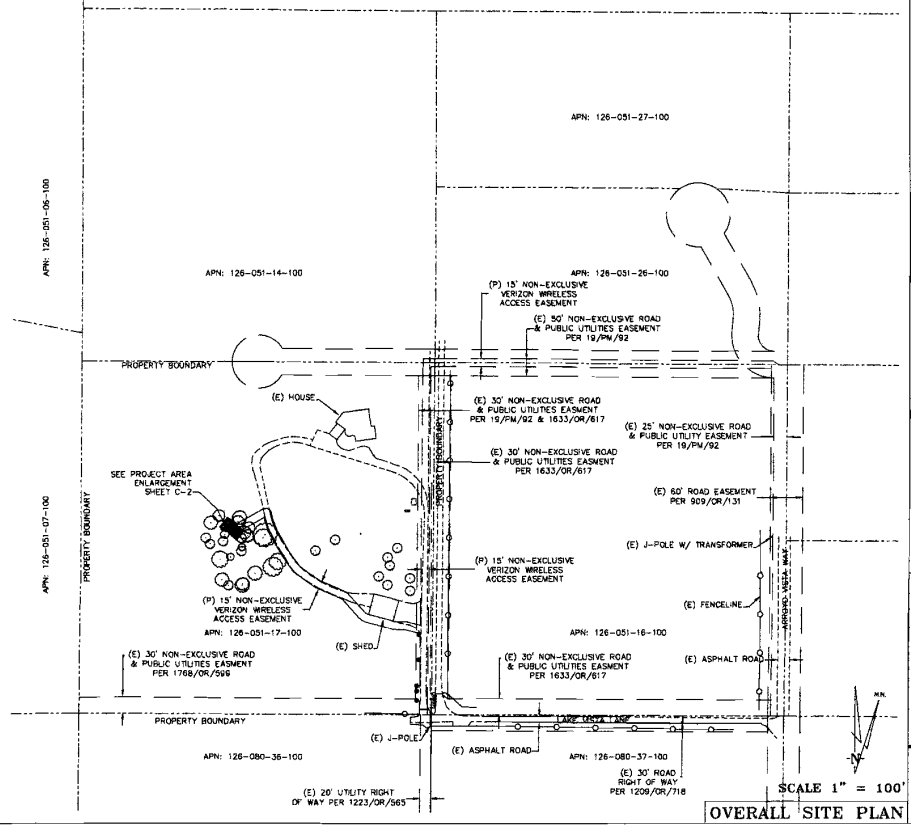 APN: 126-051-27-100
APN: 126-051-06-100
APN: 126-051-14-100
APN: 126-051-26-100
(P) 15' NON-EXCLUSIVE
VERIZON WIRELESS
ACCESS EASEMENT
(E) 50' NON-EXCLUSIVE ROAD
& PUBLIC UTILITIES EASEMENT
PER 19/PM/92
PROPERTY BOUNDARY
(E) HOUSE
(E) 30' NON-EXCLUSIVE ROAD
& PUBLIC UTILITIES EASMENT
PER 19/PM/92 & 1633/OR/617
(E) 25' NON-EXCLUSIVE ROAD
& PUBLIC UTILITY EASEMENT
PER 19/PM/92
(E) 30' NON-EXCLUSIVE ROAD
& PUBLIC UTILITIES EASMENT
PER 1633/OR/617
PROPERTY BOUNDARY
SEE PROJECT AREA
ENLARGEMENT
SHEET C-2
(E) 60' ROAD EASEMENT
PER 909/OR/131
APN: 126-051-07-100
PROPERTY BOUNDARY
(E) J-POLE W/ TRANSFORMER
(P) 15' NON-EXCLUSIVE
VERIZON WIRELESS
ACCESS EASEMENT
(P) 15' NON-EXCLUSIVE
VERIZON WIRELESS
ACCESS EASEMENT
(E) FENCELINE
ARROYO VISTA WAY
APN: 126-051-17-100
APN: 126-051-16-100
(E) SHED
(E) 30' NON-EXCLUSIVE ROAD
& PUBLIC UTILITIES EASMENT
PER 1768/OR/599
(E) 30' NON-EXCLUSIVE ROAD
& PUBLIC UTILITIES EASMENT
PER 1633/OR/617
(E) ASPHALT ROAD
MN.
PROPERTY BOUNDARY
LAKE VISTA LANE
(E) J-POLE
(E) ASPHALT ROAD
APN: 126-080-36-100
APN: 126-080-37-100
-N-
(E) 20' UTILITY RIGHT
OF WAY PER 1223/OR/565
(E) 30' ROAD
RIGHT OF WAY
PER 1209/OR/718
SCALE 1" = 100'
OVERALL SITE PLAN